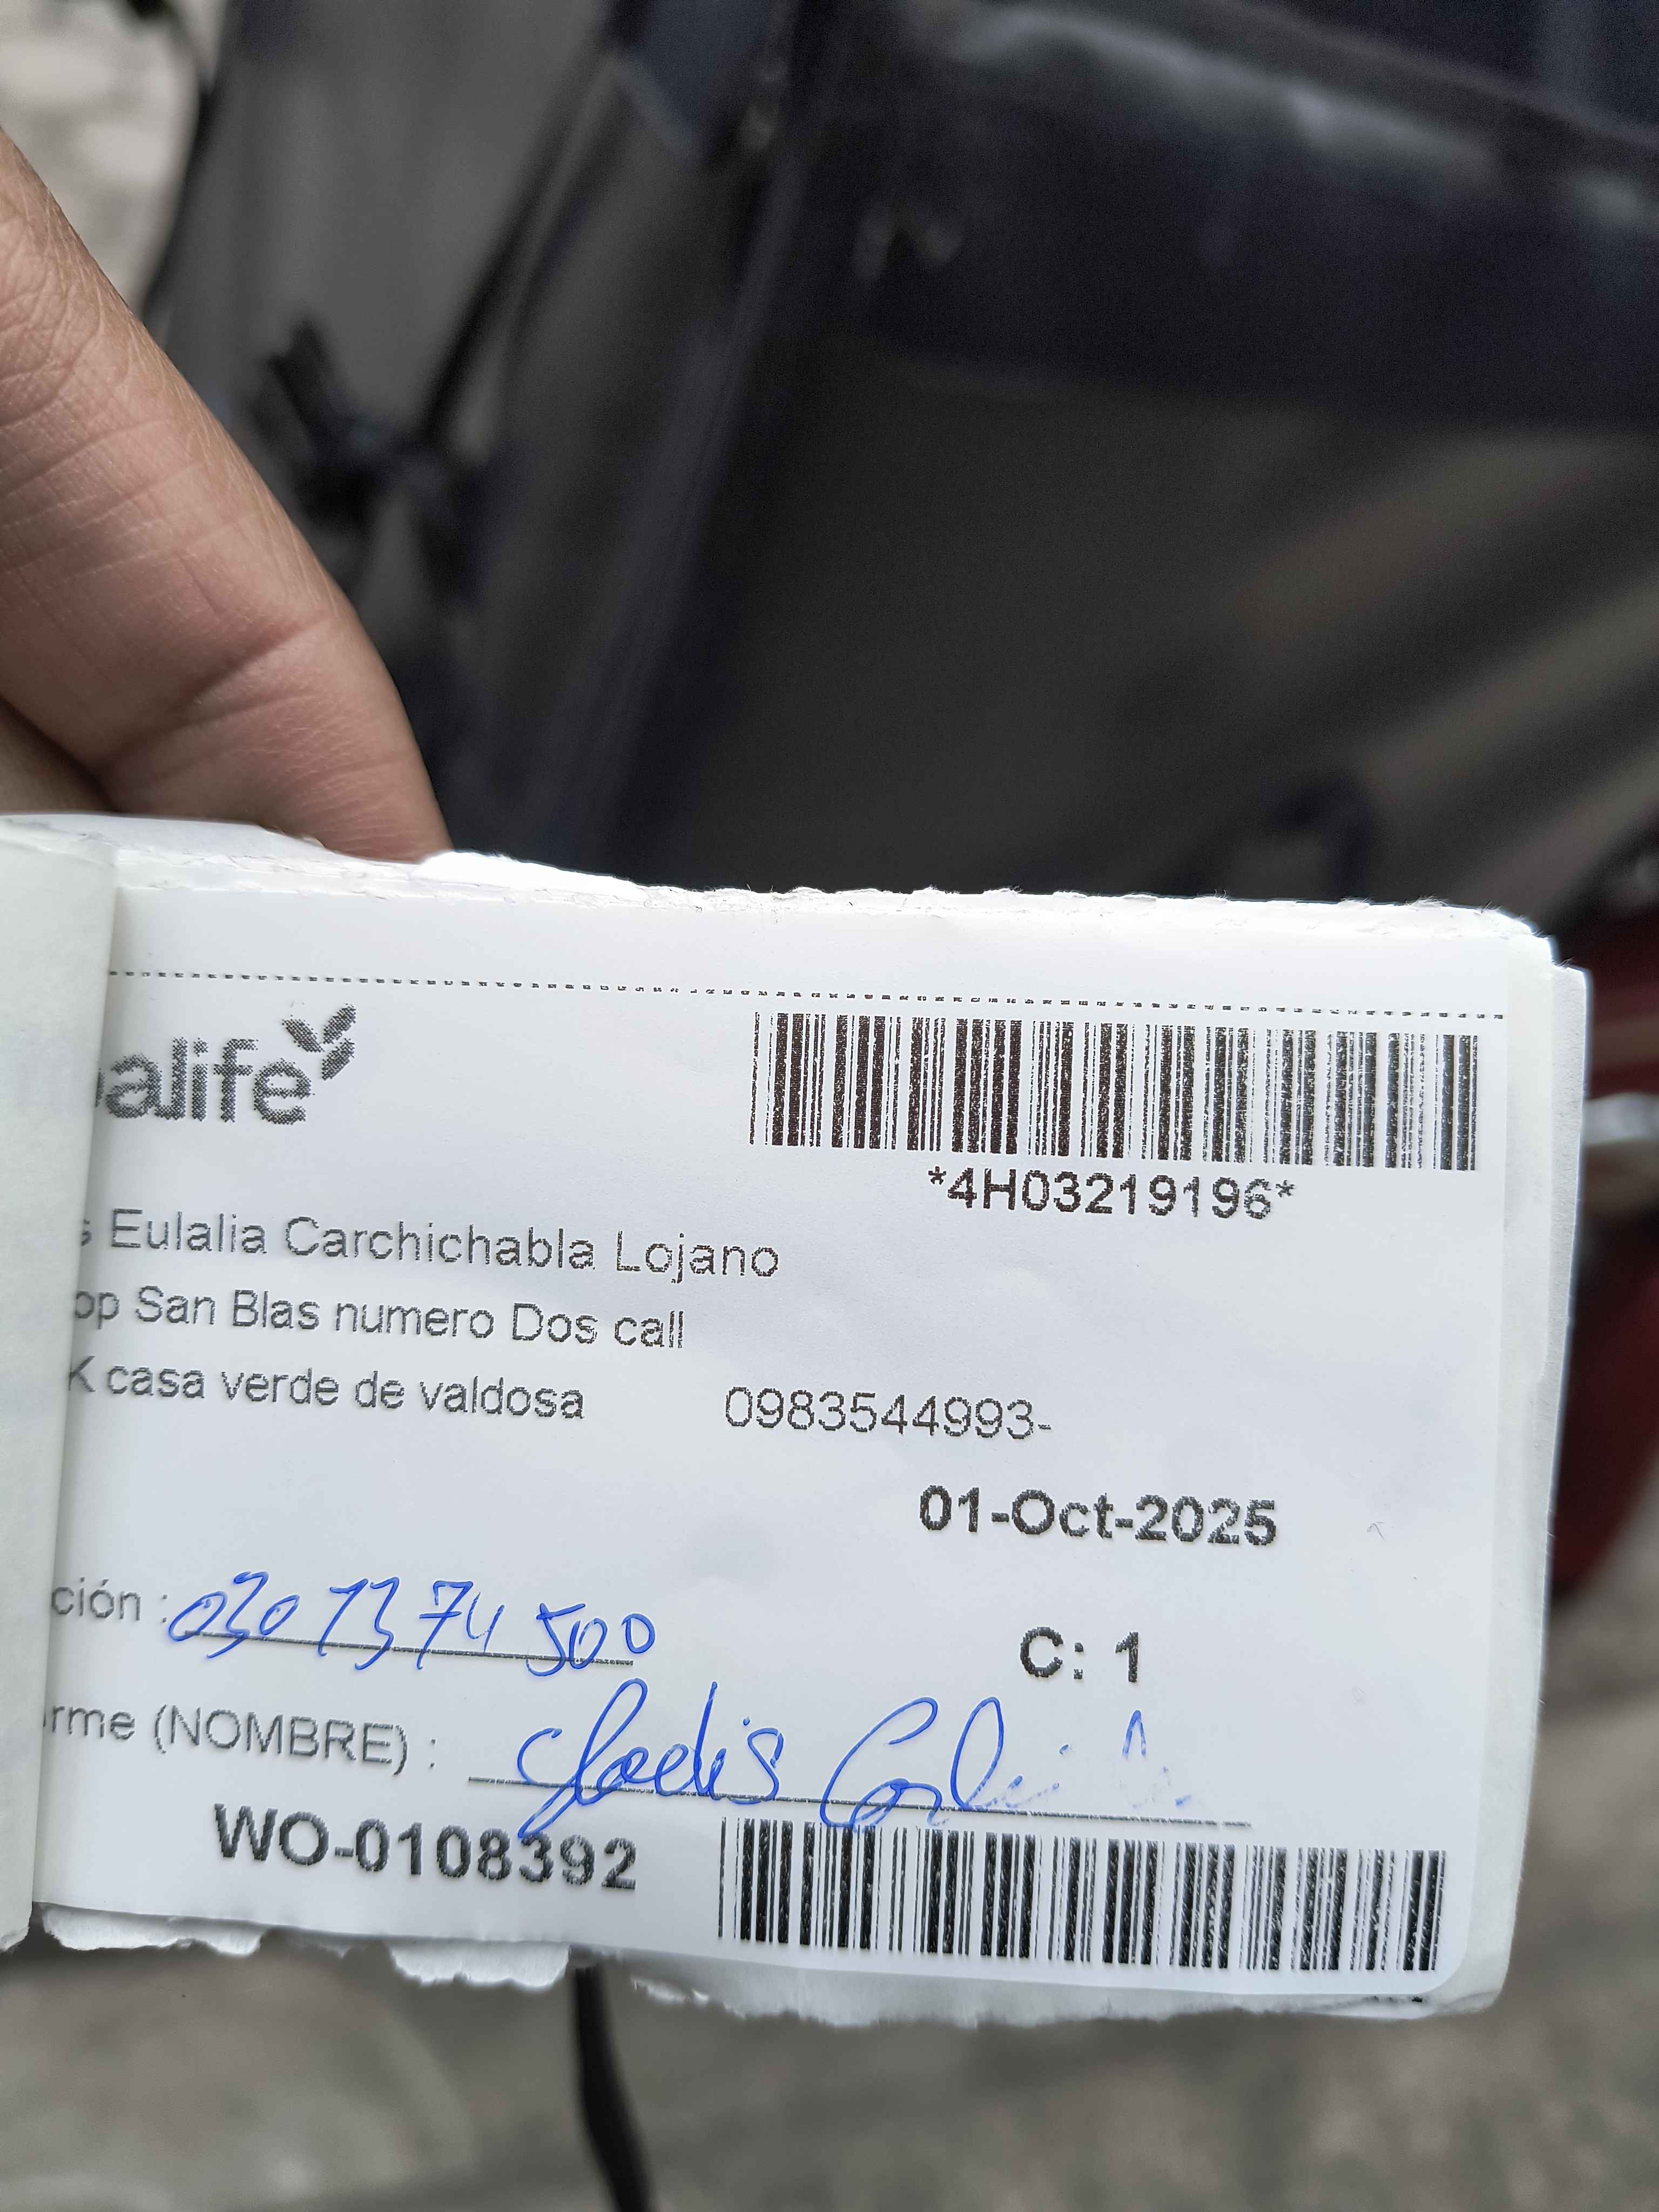 alife
*4H03219196*
s Eulalia Carchichabla Lojano
op San Blas numero Dos call
K casa verde de valdosa 0983544993-
01-Oct-2025
ción : 0301374500
C: 1
rme (NOMBRE) : Gladis
WO-0108392